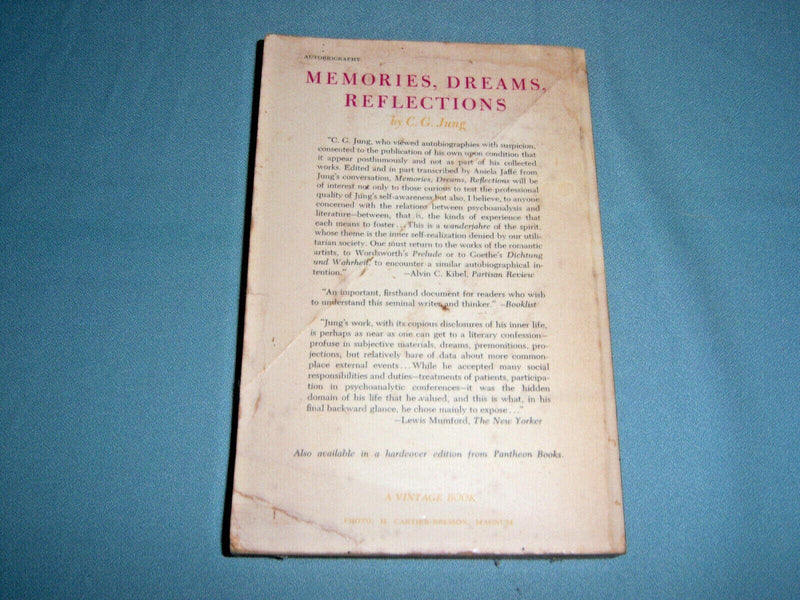 AUTOBIOGRAPHY
MEMORIES, DREAMS,
REFLECTIONS
by C. G. Jung
"C. G. Jung, who viewed autobiographies with suspicion,
consented to the publication of his own upon condition that
it appear posthumously and not as part of his collected
works. Edited and in part transcribed by Aniela Jaffé from
Jung's conversation, Memories, Dreams, Reflections will be
of interest not only to those curious to test the professional
quality of Jung's self-awareness but also, I believe, to anyone
concerned with the relations between psychoanalysis and
literature—between, that is, the kinds of experience that
each means to foster...This is a wanderjahre of the spirit,
whose theme is the inner self-realization denied by our utili-
tarian society. One must return to the works of the romantic
artists, to Wordsworth's Prelude or to Goethe's Dichtung
und Wahrheit, to encounter a similar autobiographical in-
tention." —Alvin C. Kibel, Partisan Review
"An important, firsthand document for readers who wish
to understand this seminal writer and thinker." —Booklist
"Jung's work, with its copious disclosures of his inner life,
is perhaps as near as one can get to a literary confession—
profuse in subjective materials, dreams, premonitions, pro-
jections, but relatively bare of data about more common-
place external events...While he accepted many social
responsibilities and duties—treatments of patients, participa-
tion in psychoanalytic conferences—it was the hidden
domain of his life that he valued, and this is what, in his
final backward glance, he chose mainly to expose..."
—Lewis Mumford, The New Yorker
Also available in a hardcover edition from Pantheon Books.
A VINTAGE BOOK
PHOTO: H. CARTIER-BRESSON, MAGNUM